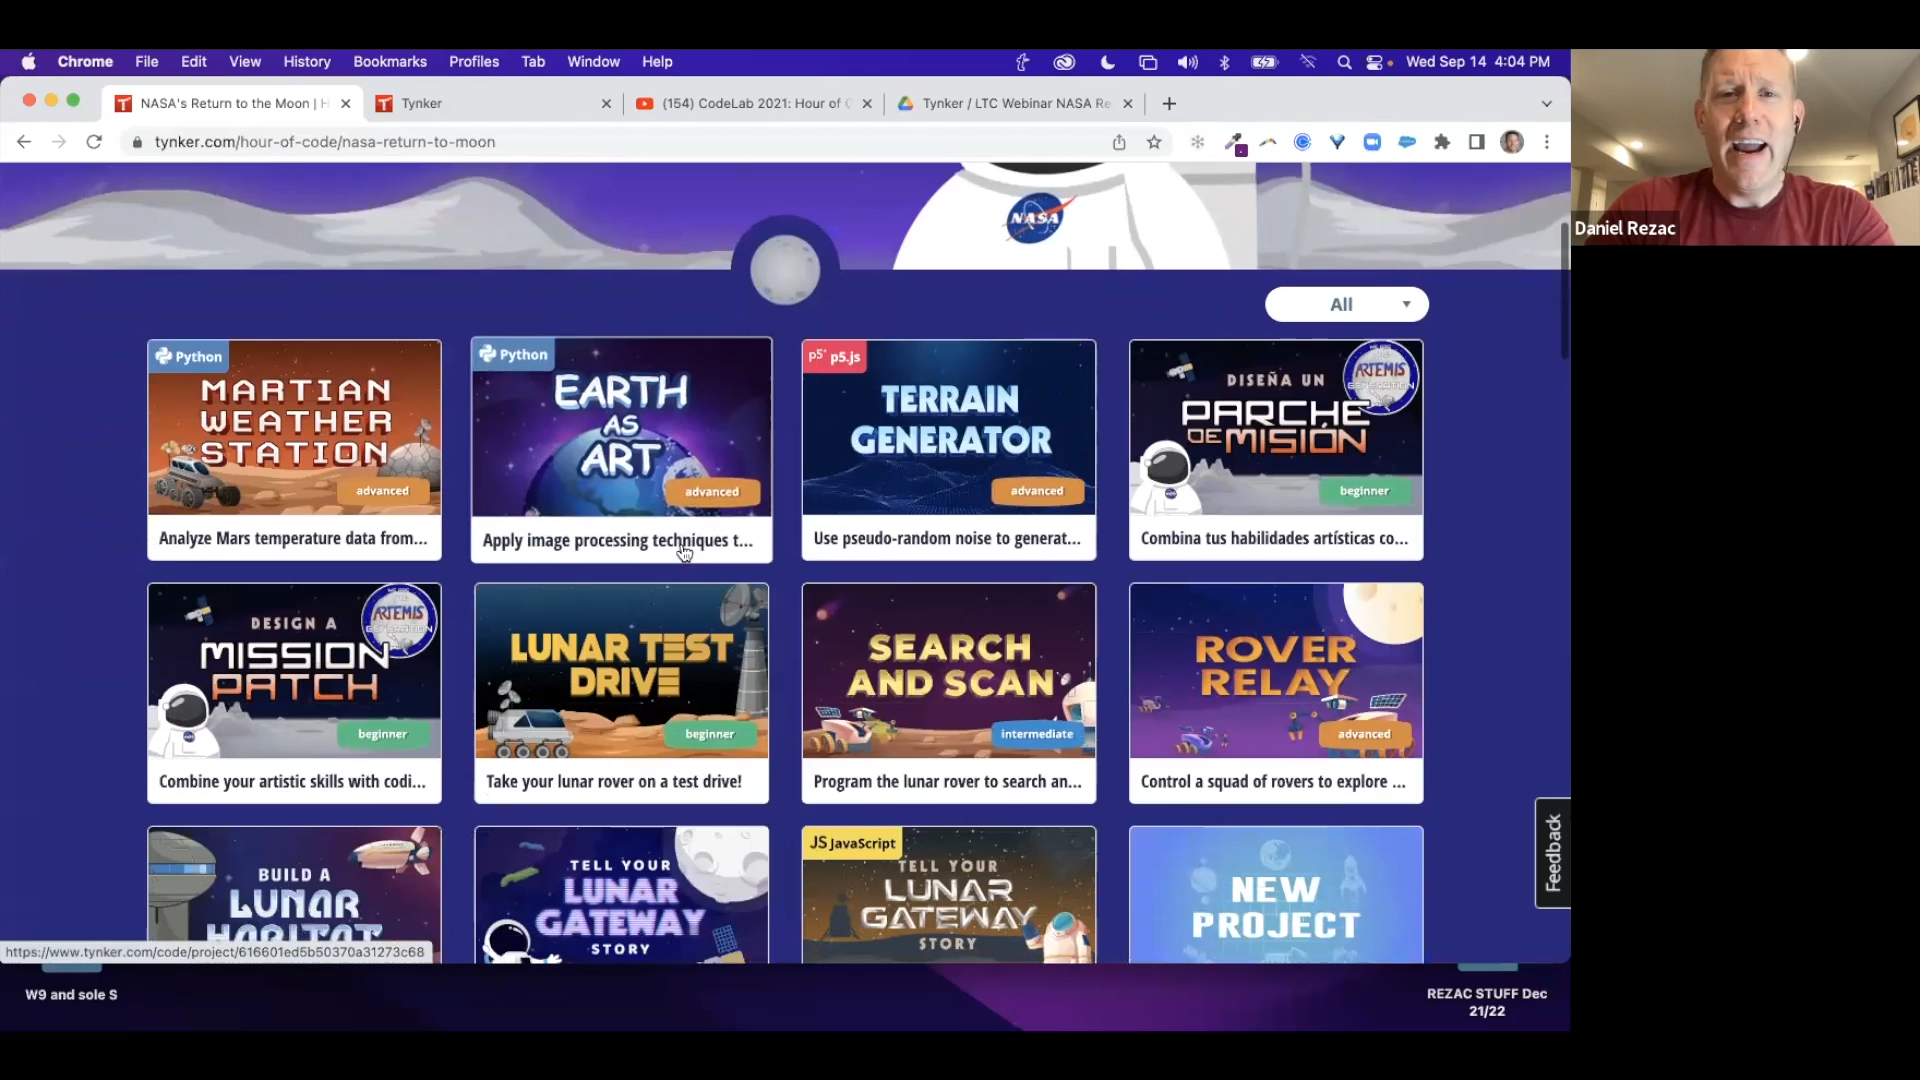 Chrome File Edit View History Bookmarks Profiles Tab Window Help Wed Sep 14 4:04 PM
NASA's Return to the Moon | H
Tynker
(154) CodeLab 2021: Hour of C
Tynker / LTC Webinar NASA Re
tynker.com/hour-of-code/nasa-return-to-moon
Daniel Rezac
NASA
All
Python
MARTIAN
WEATHER
STATION
advanced
Analyze Mars temperature data from...
Python
EARTH
AS
ART
advanced
Apply image processing techniques t...
p5* p5.js
TERRAIN
GENERATOR
advanced
Use pseudo-random noise to generat...
DISEÑA UN
PARCHE
DE MISIÓN
ARTEMIS
GENERATION
beginner
Combina tus habilidades artísticas co...
DESIGN A
MISSION
PATCH
ARTEMIS
GENERATION
beginner
Combine your artistic skills with codi...
LUNAR TEST
DRIVE
beginner
Take your lunar rover on a test drive!
SEARCH
AND SCAN
intermediate
Program the lunar rover to search an...
ROVER
RELAY
advanced
Control a squad of rovers to explore ...
BUILD A
LUNAR
HABITAT
TELL YOUR
LUNAR
GATEWAY
STORY
JS JavaScript
TELL YOUR
LUNAR
GATEWAY
STORY
NEW
PROJECT
Feedback
https://www.tynker.com/code/project/616601ed5b50370a31273c68
W9 and sole S
REZAC STUFF Dec
21/22